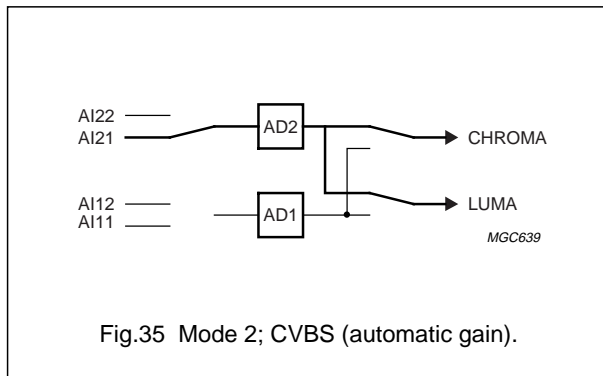 AI22
AI21
AD2
CHROMA
AI12
AI11
AD1
LUMA
MGC639
Fig.35 Mode 2; CVBS (automatic gain).